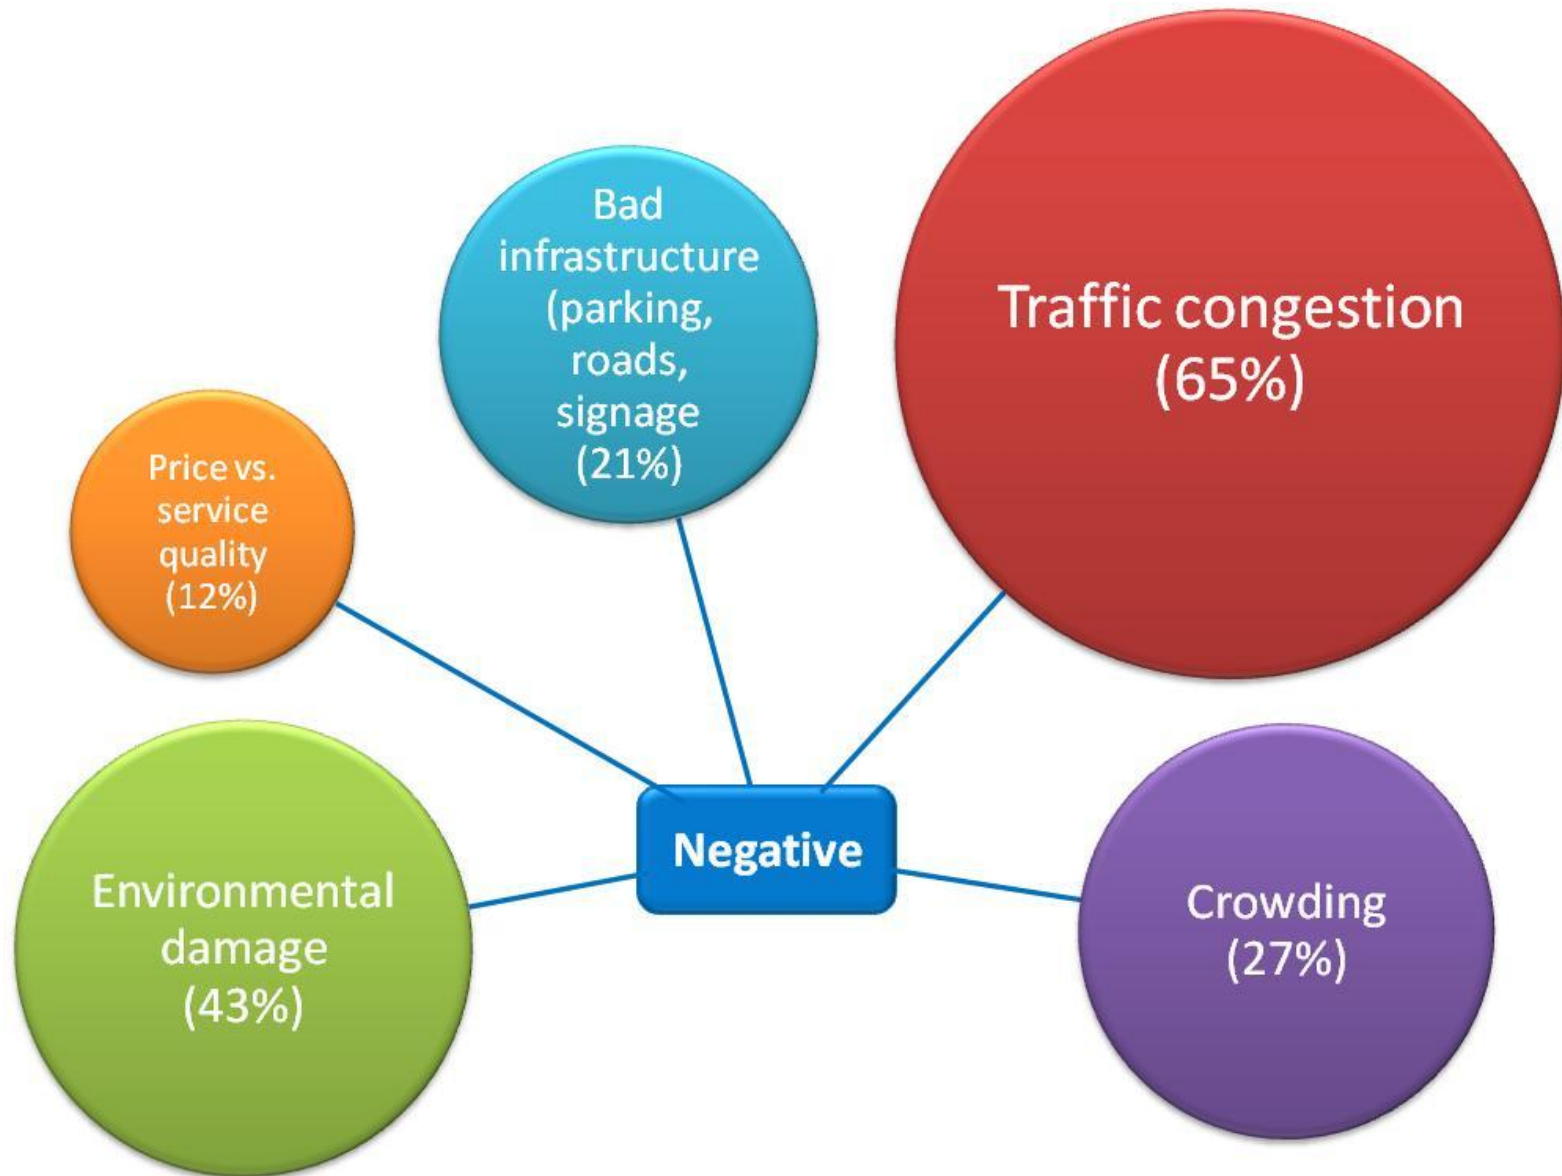 Bad
infrastructure
(parking,
roads,
signage
(21%)
Traffic congestion
(65%)
Price vs.
service
quality
(12%)
Negative
Environmental
damage
(43%)
Crowding
(27%)